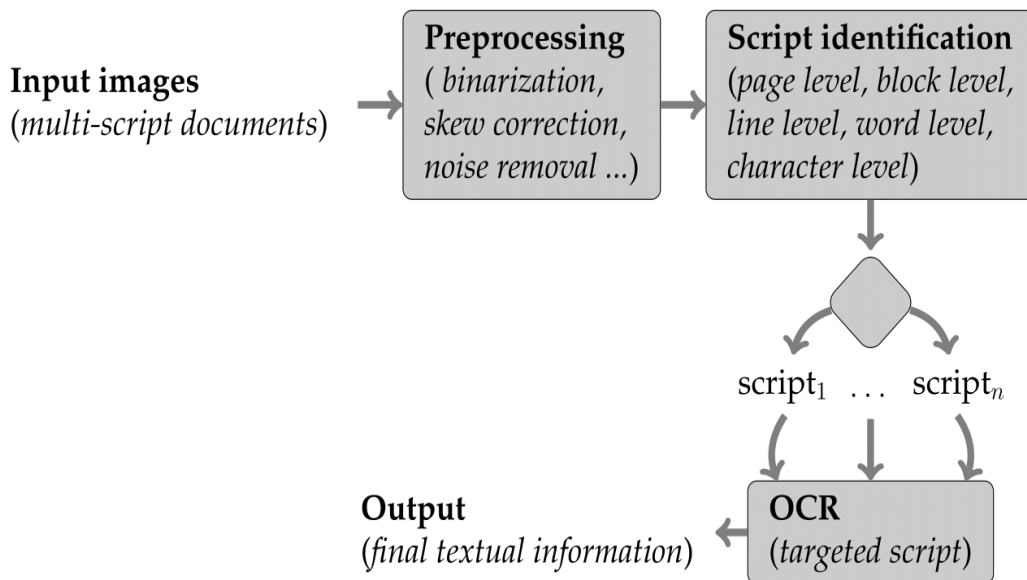 Input images
(multi-script documents)
Preprocessing
( binarization,
skew correction,
noise removal ...)
Script identification
(page level, block level,
line level, word level,
character level)
script₁ ... scriptₙ
OCR
(targeted script)
Output
(final textual information)